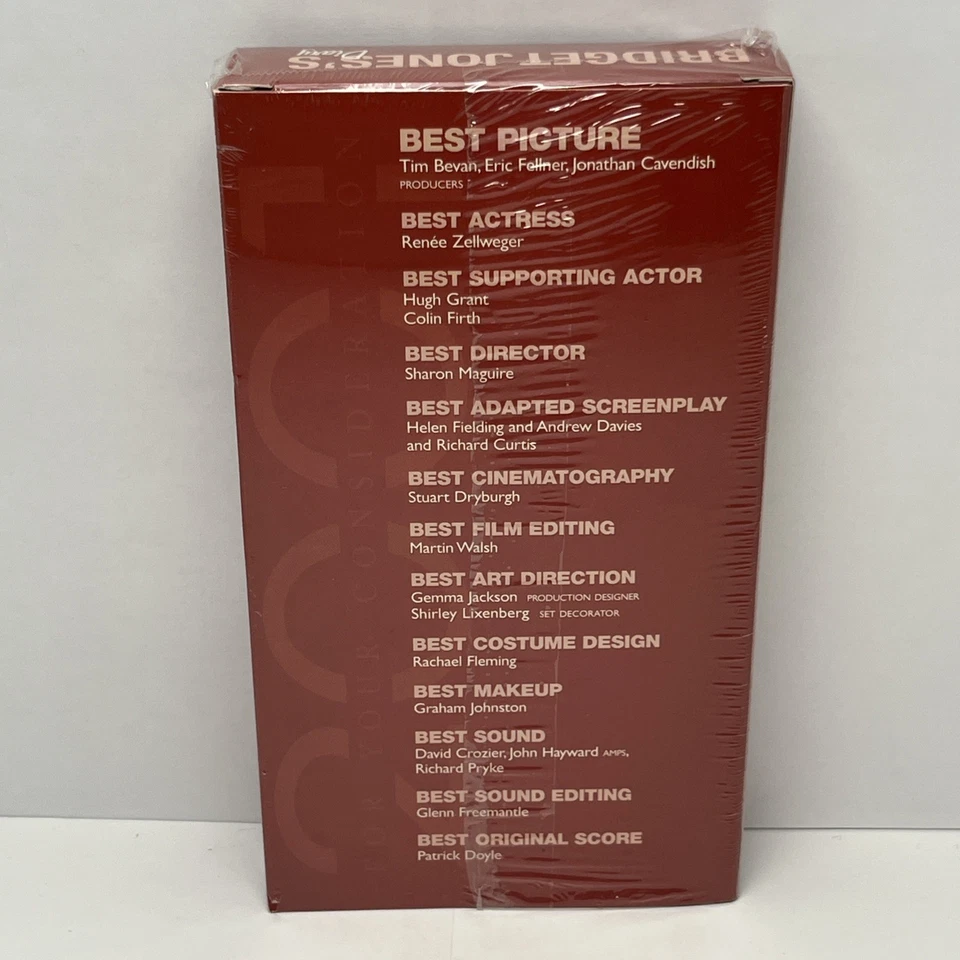 BRIDGET JONES'S Diary
BEST PICTURE
Tim Bevan, Eric Fellner, Jonathan Cavendish
PRODUCERS
BEST ACTRESS
Renée Zellweger
BEST SUPPORTING ACTOR
Hugh Grant
Colin Firth
BEST DIRECTOR
Sharon Maguire
BEST ADAPTED SCREENPLAY
Helen Fielding and Andrew Davies
and Richard Curtis
BEST CINEMATOGRAPHY
Stuart Dryburgh
BEST FILM EDITING
Martin Walsh
BEST ART DIRECTION
Gemma Jackson PRODUCTION DESIGNER
Shirley Lixenberg SET DECORATOR
BEST COSTUME DESIGN
Rachael Fleming
BEST MAKEUP
Graham Johnston
BEST SOUND
David Crozier, John Hayward AMPS,
Richard Pryke
BEST SOUND EDITING
Glenn Freemantle
BEST ORIGINAL SCORE
Patrick Doyle
FOR YOUR CONSIDERATION
2001